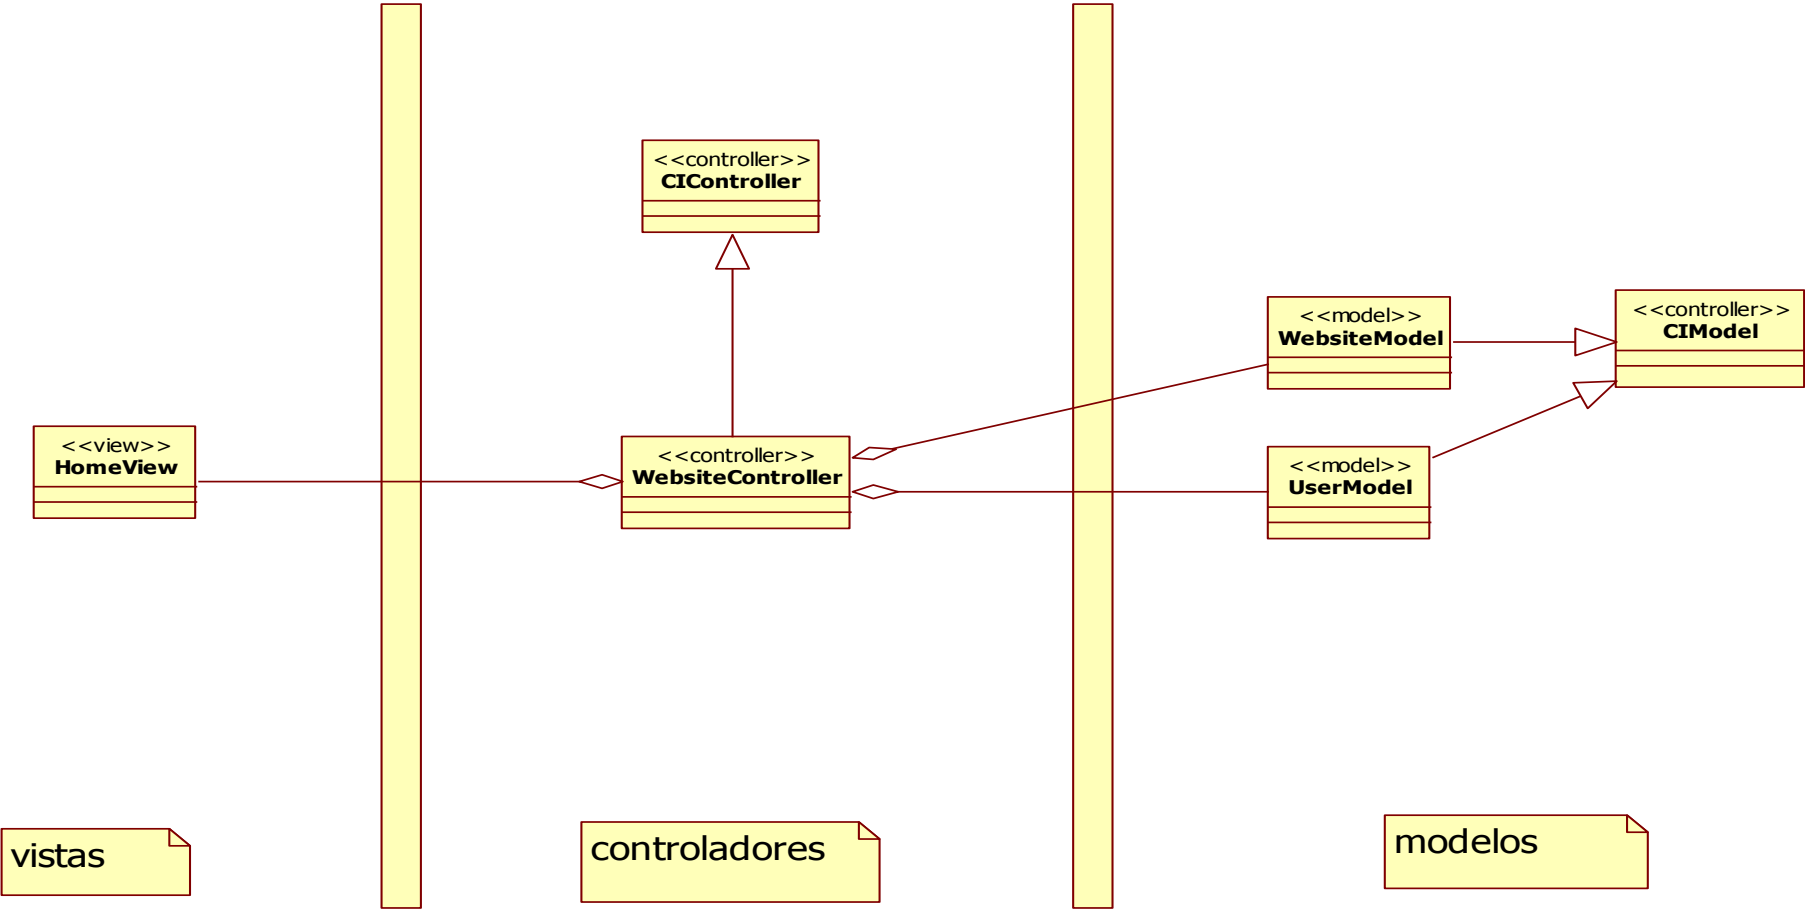 <<controller>>
CIController
<<model>>
WebsiteModel
<<controller>>
CIModel
<<view>>
HomeView
<<controller>>
WebsiteController
<<model>>
UserModel
vistas
controladores
modelos